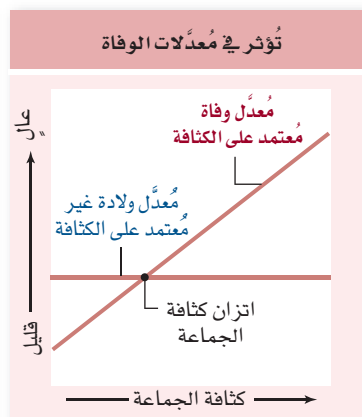 تُؤثر في مُعدَّلات الوفاة
عالٍ
مُعدَّل وفاة
مُعتمد على الكثافة
مُعدَّل ولادة غير
مُعتمد على الكثافة
اتزان كثافة
الجماعة
قليل
كثافة الجماعة